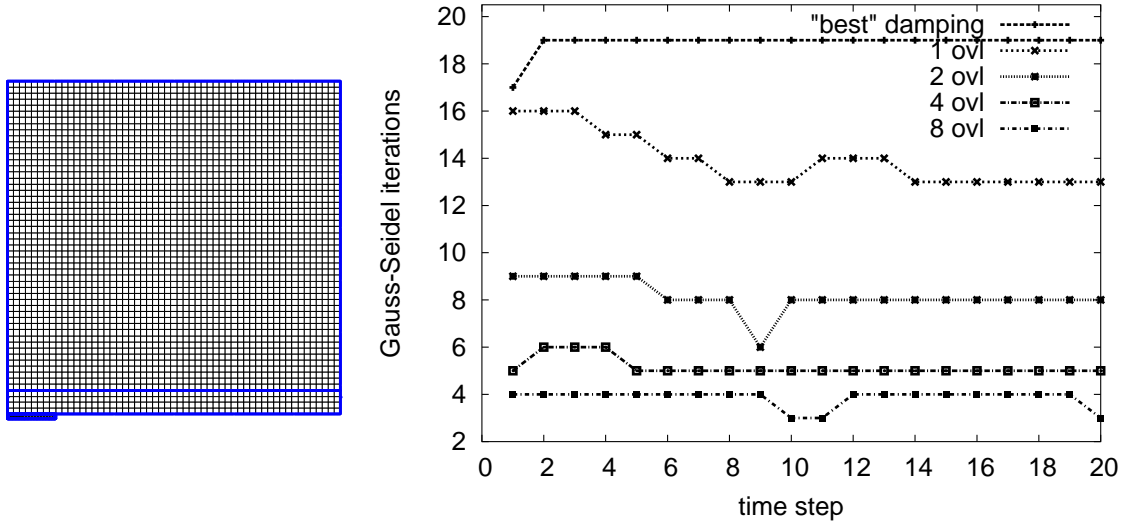 20
18
16
14
12
10
8
6
4
2
Gauss-Seidel iterations
"best" damping
1 ovl
2 ovl
4 ovl
8 ovl
0 2 4 6 8 10 12 14 16 18 20
time step